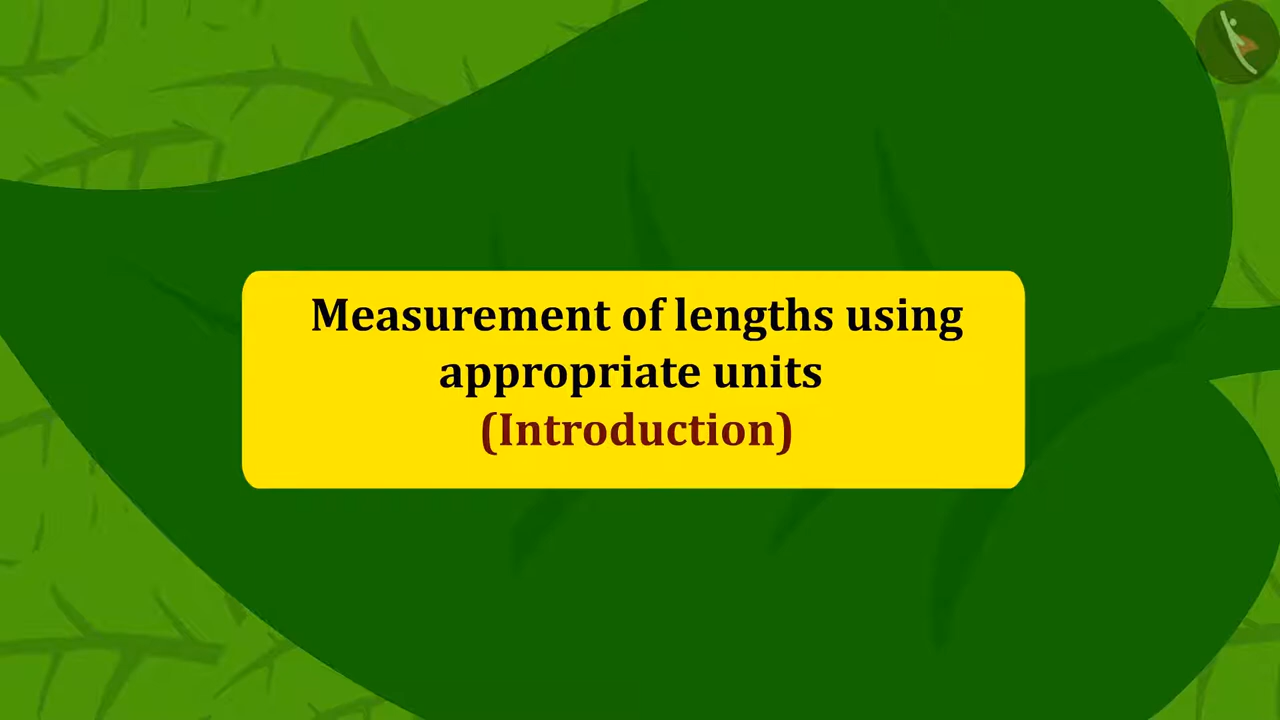 Measurement of lengths using
appropriate units
(Introduction)